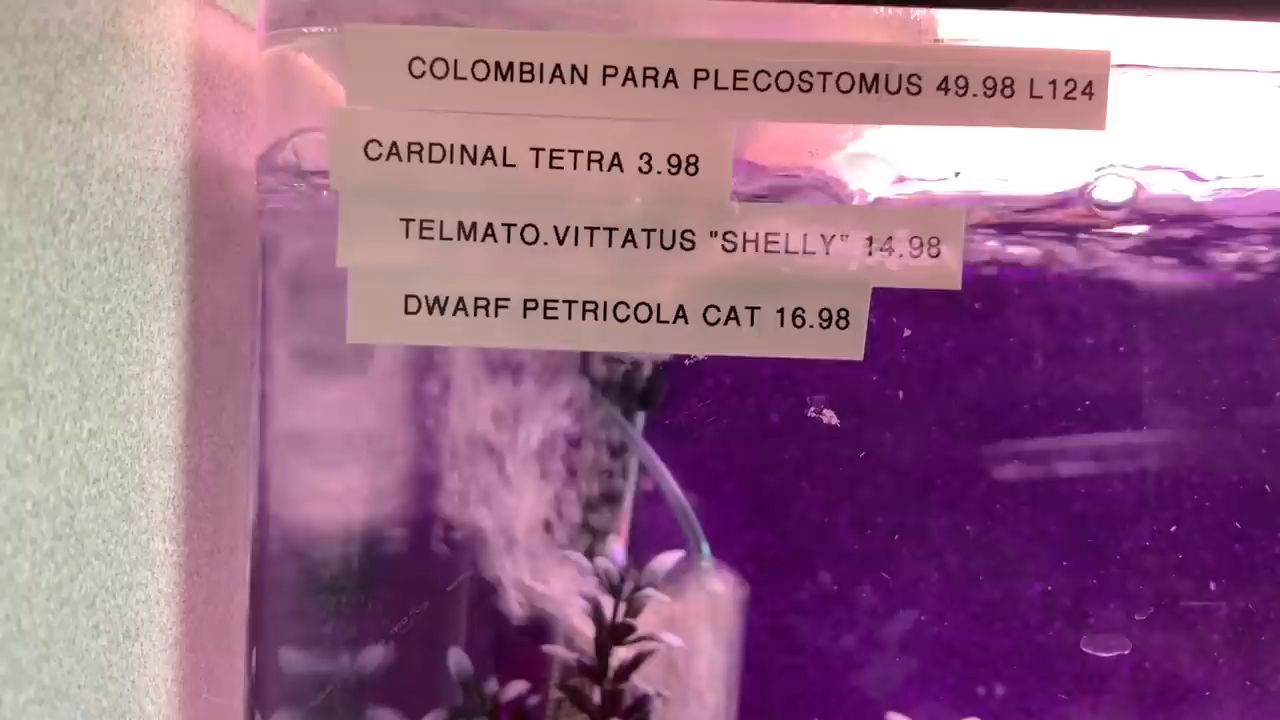 COLOMBIAN PARA PLECOSTOMUS 49.98 L124
CARDINAL TETRA 3.98
TELMATO.VITTATUS "SHELLY" 14.98
DWARF PETRICOLA CAT 16.98